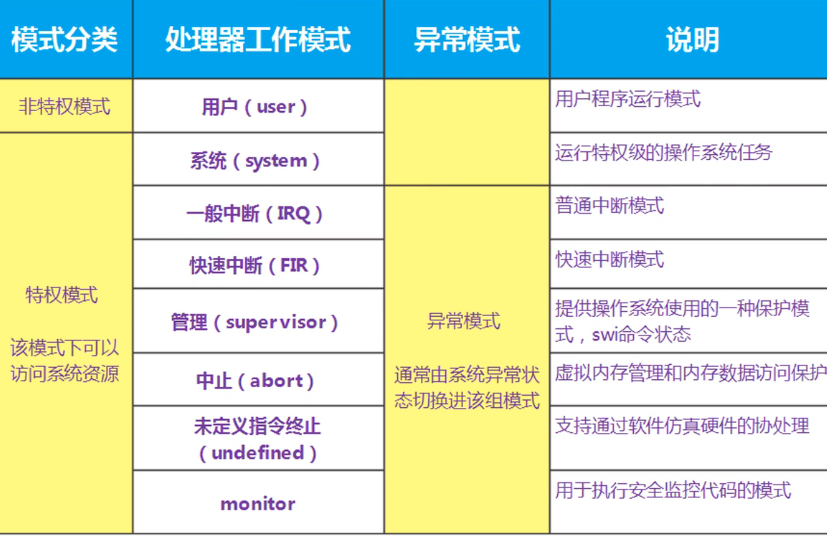 模式分类
处理器工作模式
异常模式
说明
非特权模式
用户（user）
用户程序运行模式
系统（system）
运行特权级的操作系统任务
特权模式
该模式下可以
访问系统资源
一般中断（IRQ）
异常模式
通常由系统异常状
态切换进该组模式
普通中断模式
快速中断（FIR）
快速中断模式
管理（supervisor）
提供操作系统使用的一种保护模
式，swi命令状态
中止（abort）
虚拟内存管理和内存数据访问保护
未定义指令终止
（undefined）
支持通过软件仿真硬件的协处理
monitor
用于执行安全监控代码的模式